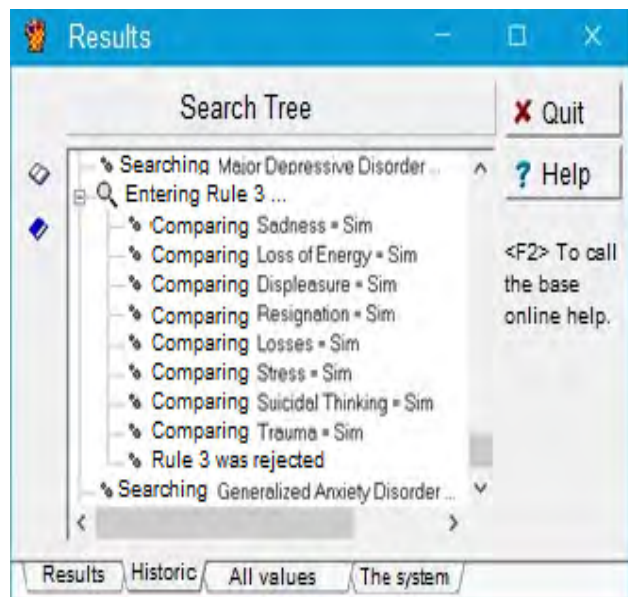 Results
Search Tree
Searching Major Depressive Disorder ...
Entering Rule 3 ...
Comparing Sadness = Sim
Comparing Loss of Energy = Sim
Comparing Displeasure = Sim
Comparing Resignation = Sim
Comparing Losses = Sim
Comparing Stress = Sim
Comparing Suicidal Thinking = Sim
Comparing Trauma = Sim
Rule 3 was rejected
Searching Generalized Anxiety Disorder ...
Quit
? Help
<F2> To call
the base
online help.
Results Historic All values The system